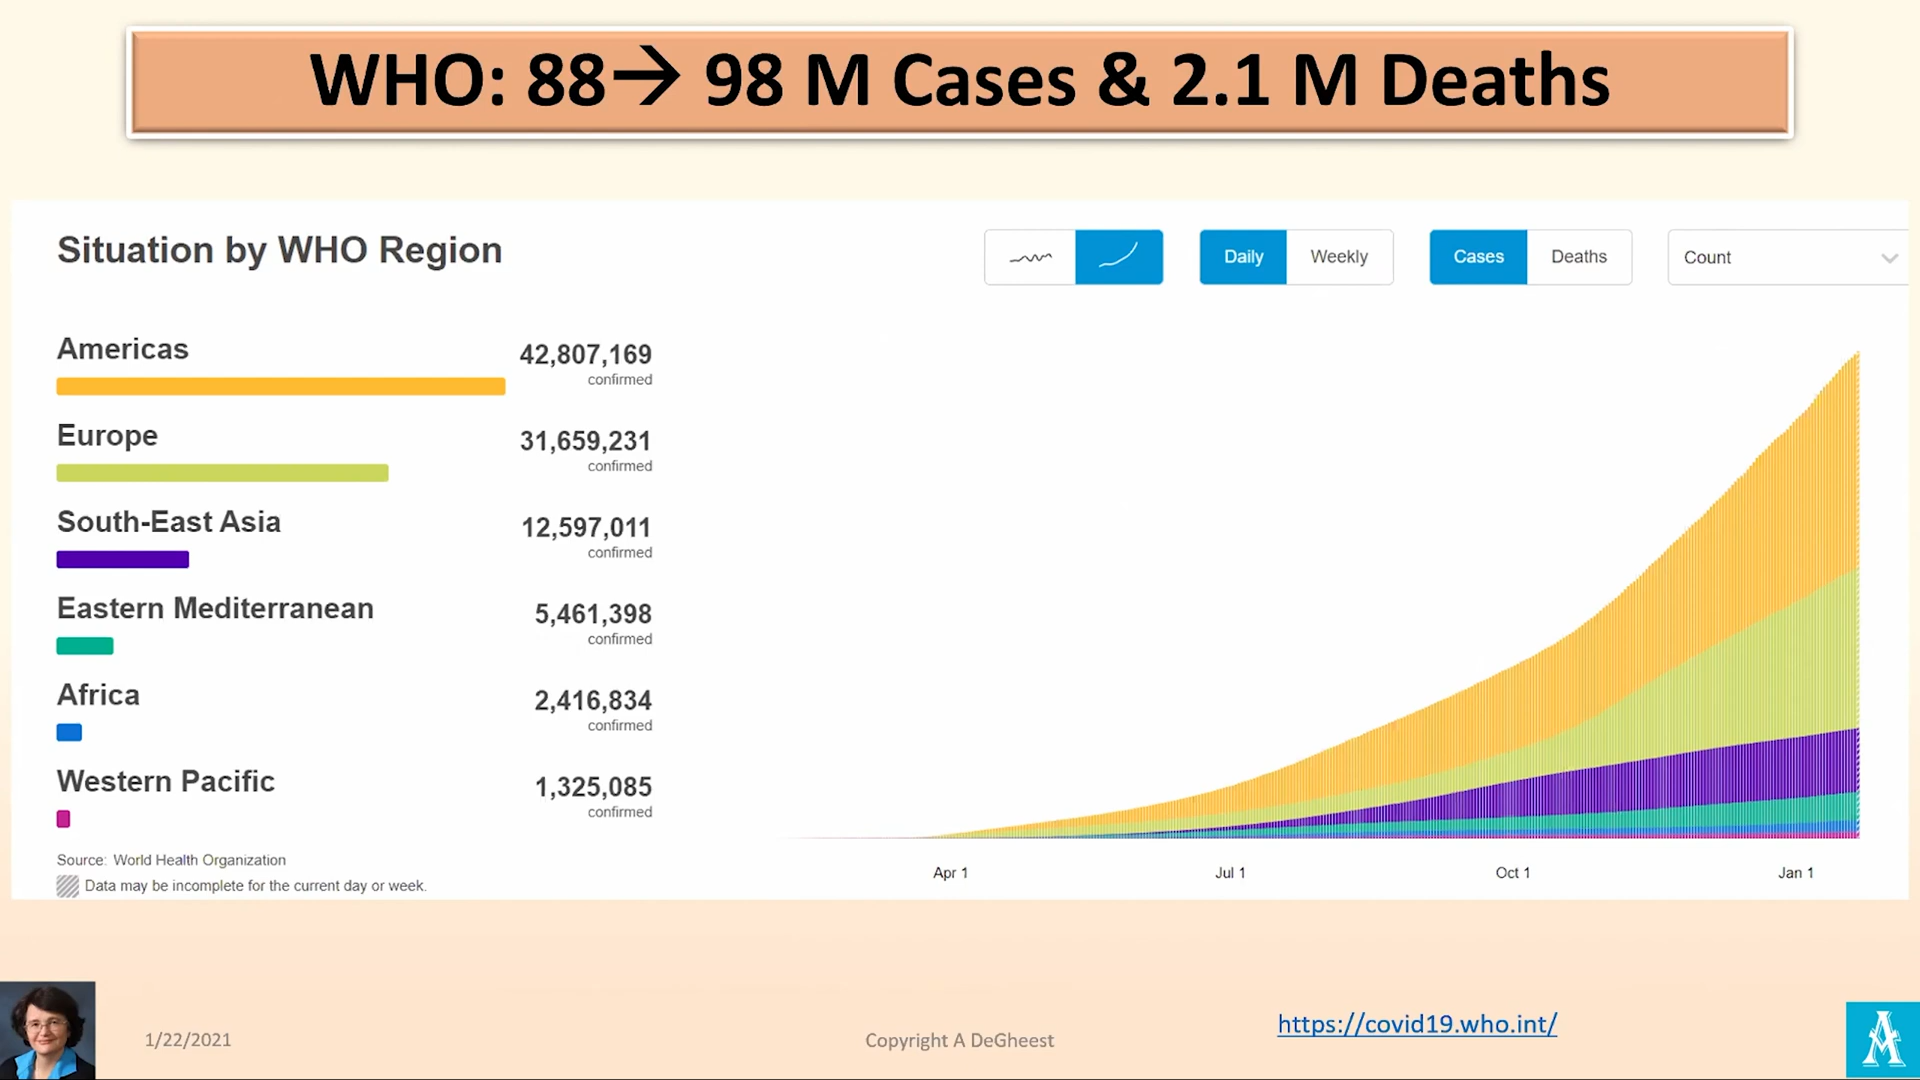 WHO: 88→ 98 M Cases & 2.1 M Deaths
Situation by WHO Region
Daily
Weekly
Cases
Deaths
Count
Americas
42,807,169
confirmed
Europe
31,659,231
confirmed
South-East Asia
12,597,011
confirmed
Eastern Mediterranean
5,461,398
confirmed
Africa
2,416,834
confirmed
Western Pacific
1,325,085
confirmed
Source: World Health Organization
Data may be incomplete for the current day or week.
Apr 1
Jul 1
Oct 1
Jan 1
1/22/2021
Copyright A DeGheest
https://covid19.who.int/
A